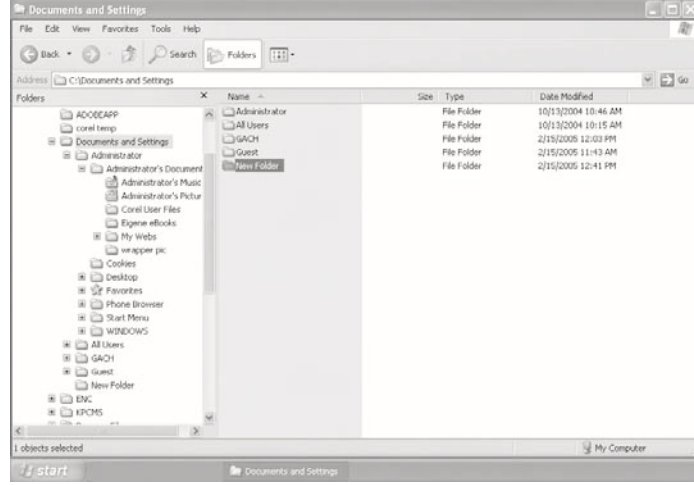 Documents and Settings
File Edit View Favorites Tools Help
Back Search Folders
Address C:\Documents and Settings Go
Folders
Name Size Type Date Modified
Administrator File Folder 10/13/2004 10:46 AM
All Users File Folder 10/13/2004 10:15 AM
GACH File Folder 2/15/2005 12:03 PM
Guest File Folder 2/15/2005 11:43 AM
New Folder File Folder 2/15/2005 12:41 PM
ADOBEAPP
corel temp
Documents and Settings
Administrator
Administrator's Document
Administrator's Music
Administrator's Pictur
Corel User Files
Eigene eBooks
My Webs
wrapper pic
Cookies
Desktop
Favorites
Phone Browser
Start Menu
WINDOWS
All Users
GACH
Guest
New Folder
ENC
KPCMS
1 objects selected My Computer
start Documents and Settings